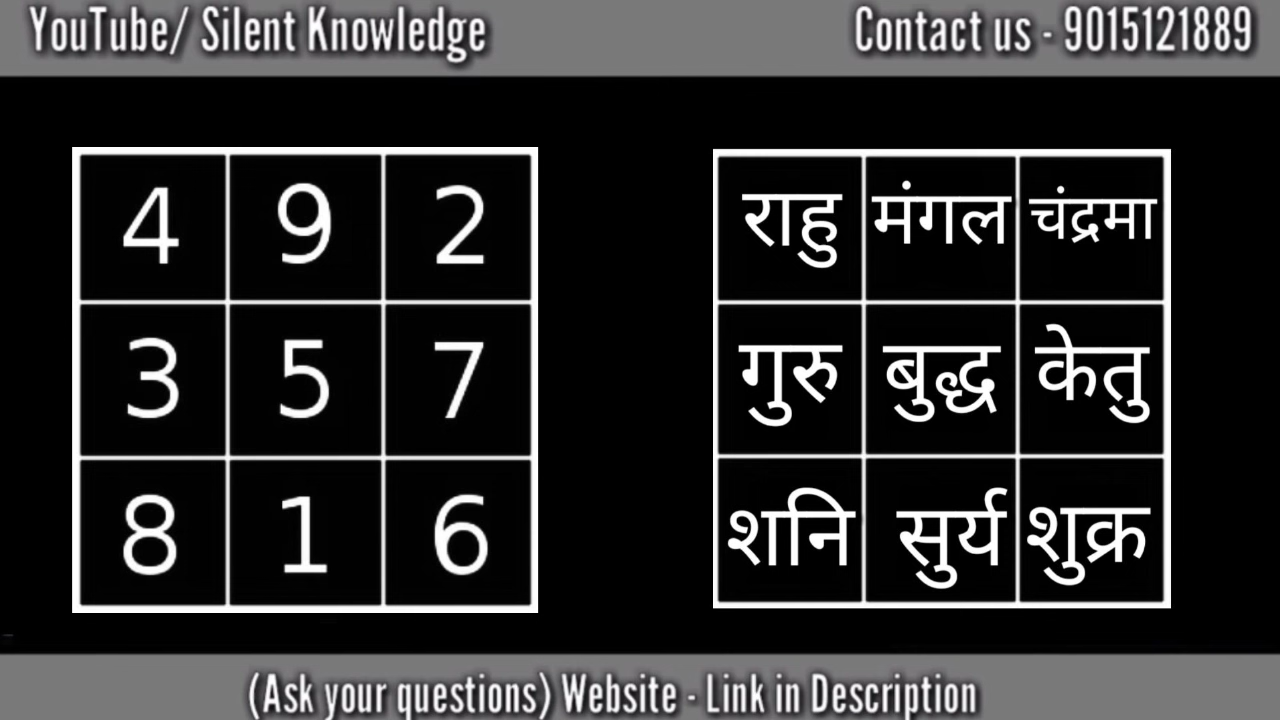 YouTube/ Silent Knowledge
Contact us - 9015121889
4 9 2
3 5 7
8 1 6
राहु मंगल चंद्रमा
गुरु बुद्ध केतु
शनि सुर्य शुक्र
(Ask your questions) Website - Link in Description